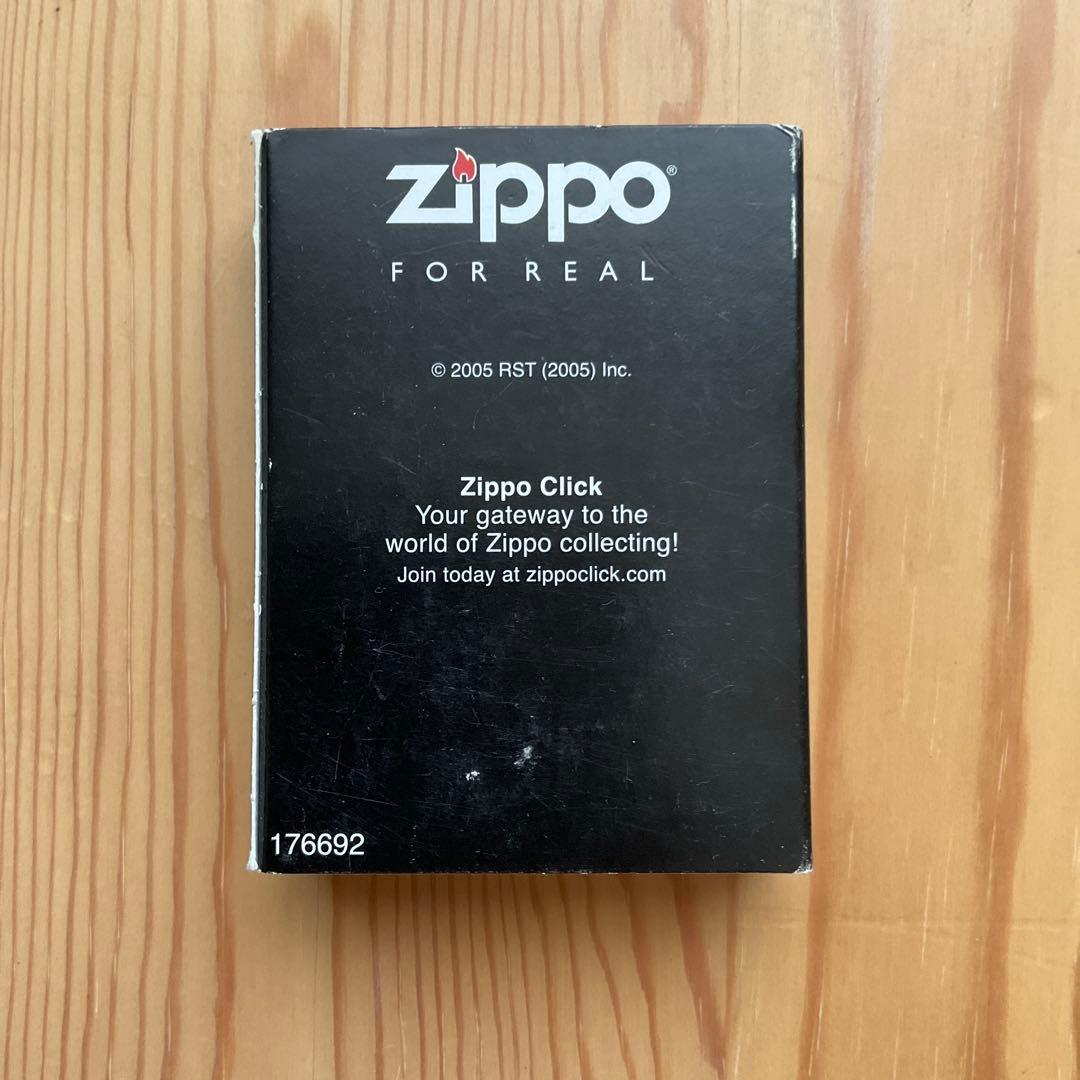 zippo®
FOR REAL
© 2005 RST (2005) Inc.
Zippo Click
Your gateway to the
world of Zippo collecting!
Join today at zippoclick.com
176692